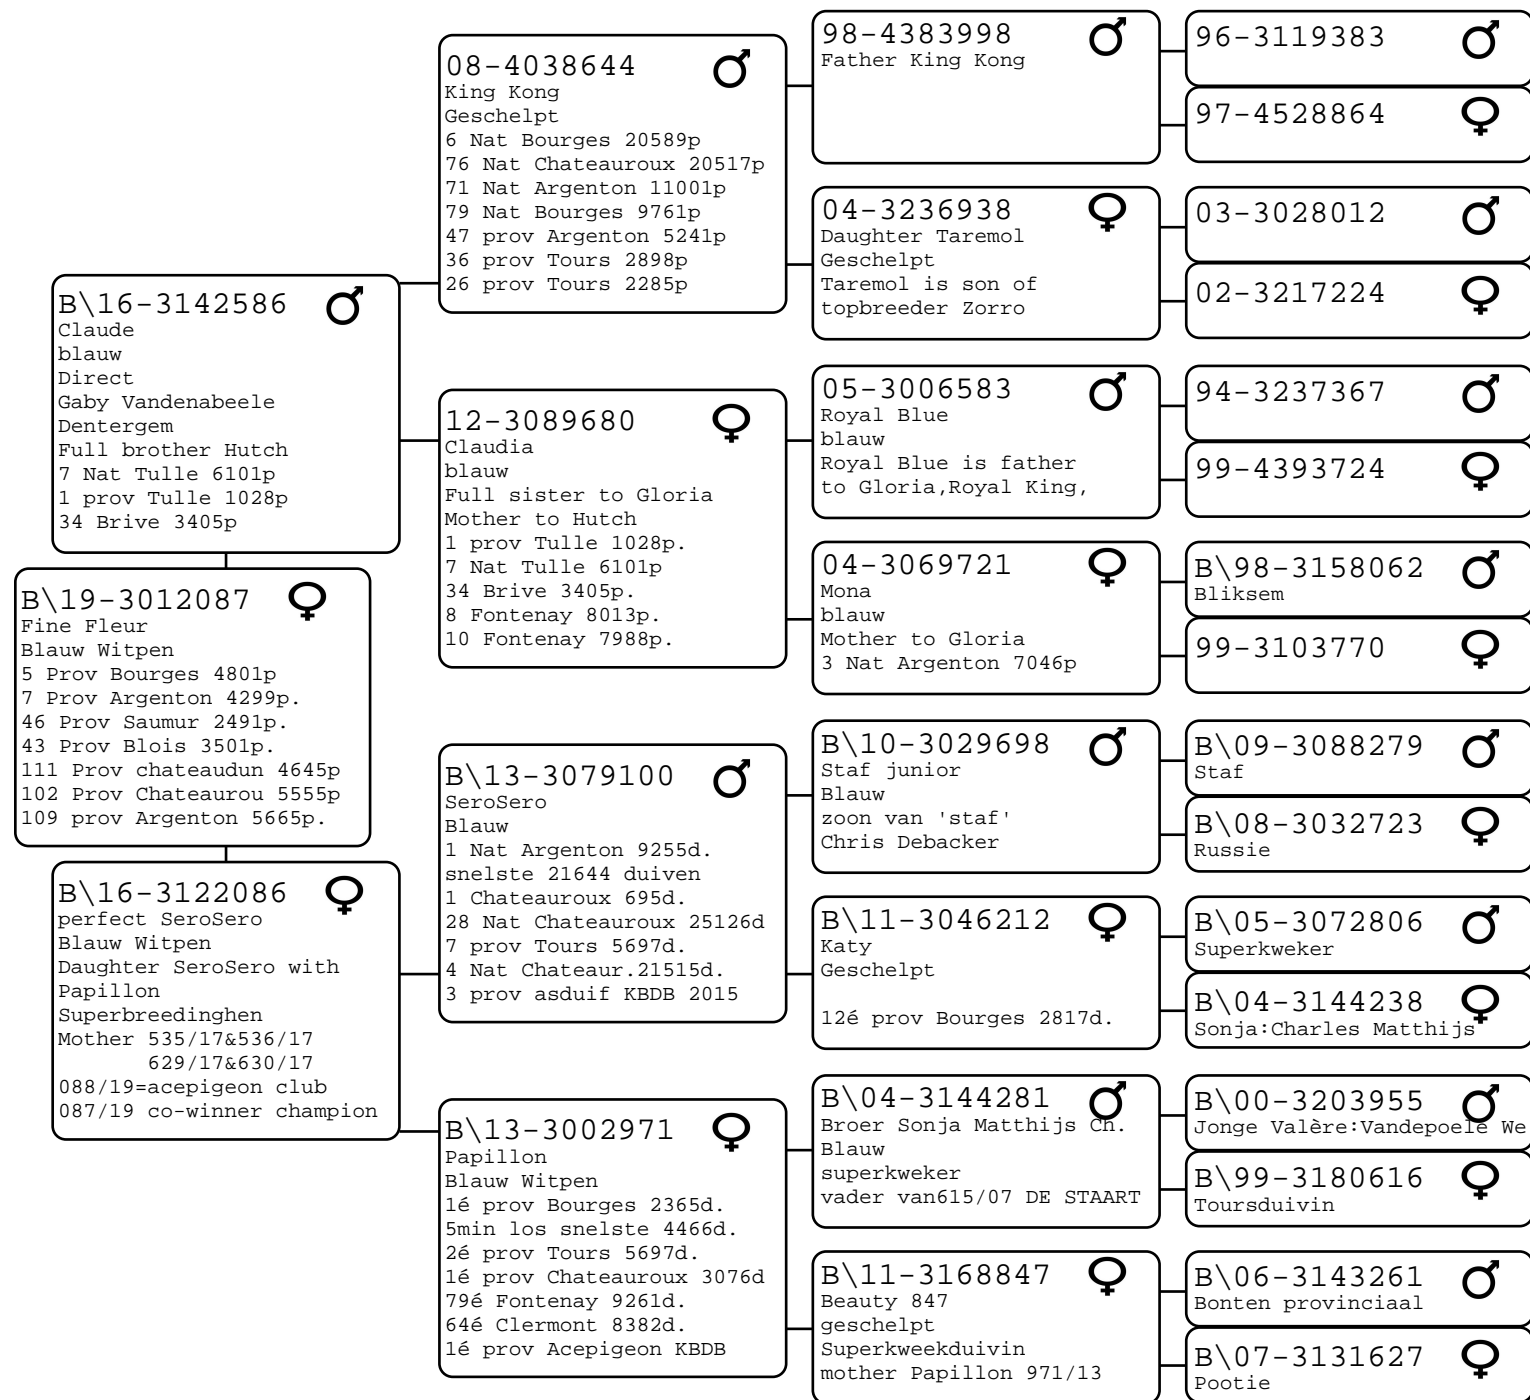 B\19-3012087
Fine Fleur
Blauw Witpen
5 Prov Bourges 4801p
7 Prov Argenton 4299p.
46 Prov Saumur 2491p.
43 Prov Blois 3501p.
111 Prov chateaudun 4645p
102 Prov Chateaurou 5555p
109 prov Argenton 5665p.
B\16-3142586
Claude
blauw
Direct
Gaby Vandenabeele
Dentergem
Full brother Hutch
7 Nat Tulle 6101p
1 prov Tulle 1028p
34 Brive 3405p
B\16-3122086
perfect SeroSero
Blauw Witpen
Daughter SeroSero with
Papillon
Superbreedinghen
Mother 535/17&536/17
629/17&630/17
088/19=acepigeon club
087/19 co-winner champion
08-4038644
King Kong
Geschelpt
6 Nat Bourges 20589p
76 Nat Chateauroux 20517p
71 Nat Argenton 11001p
79 Nat Bourges 9761p
47 prov Argenton 5241p
36 prov Tours 2898p
26 prov Tours 2285p
12-3089680
Claudia
blauw
Full sister to Gloria
Mother to Hutch
1 prov Tulle 1028p.
7 Nat Tulle 6101p
34 Brive 3405p.
8 Fontenay 8013p.
10 Fontenay 7988p.
B\13-3079100
SeroSero
Blauw
1 Nat Argenton 9255d.
snelste 21644 duiven
1 Chateauroux 695d.
28 Nat Chateauroux 25126d
7 prov Tours 5697d.
4 Nat Chateaur.21515d.
3 prov asduif KBDB 2015
B\13-3002971
Papillon
Blauw Witpen
1é prov Bourges 2365d.
5min los snelste 4466d.
2é prov Tours 5697d.
1é prov Chateauroux 3076d
79é Fontenay 9261d.
64é Clermont 8382d.
1é prov Acepigeon KBDB
98-4383998
Father King Kong
04-3236938
Daughter Taremol
Geschelpt
Taremol is son of
topbreeder Zorro
05-3006583
Royal Blue
blauw
Royal Blue is father
to Gloria,Royal King,
04-3069721
Mona
blauw
Mother to Gloria
3 Nat Argenton 7046p
B\10-3029698
Staf junior
Blauw
zoon van 'staf'
Chris Debacker
B\11-3046212
Katy
Geschelpt
12é prov Bourges 2817d.
B\04-3144281
Broer Sonja Matthijs Ch.
Blauw
superkweker
vader van615/07 DE STAART
B\11-3168847
Beauty 847
geschelpt
Superkweekduivin
mother Papillon 971/13
96-3119383
97-4528864
03-3028012
02-3217224
94-3237367
99-4393724
B\98-3158062
Bliksem
99-3103770
B\09-3088279
Staf
B\08-3032723
Russie
B\05-3072806
Superkweker
B\04-3144238
Sonja:Charles Matthijs
B\00-3203955
Jonge Valère:Vandepoele We
B\99-3180616
Toursduivin
B\06-3143261
Bonten provinciaal
B\07-3131627
Pootie